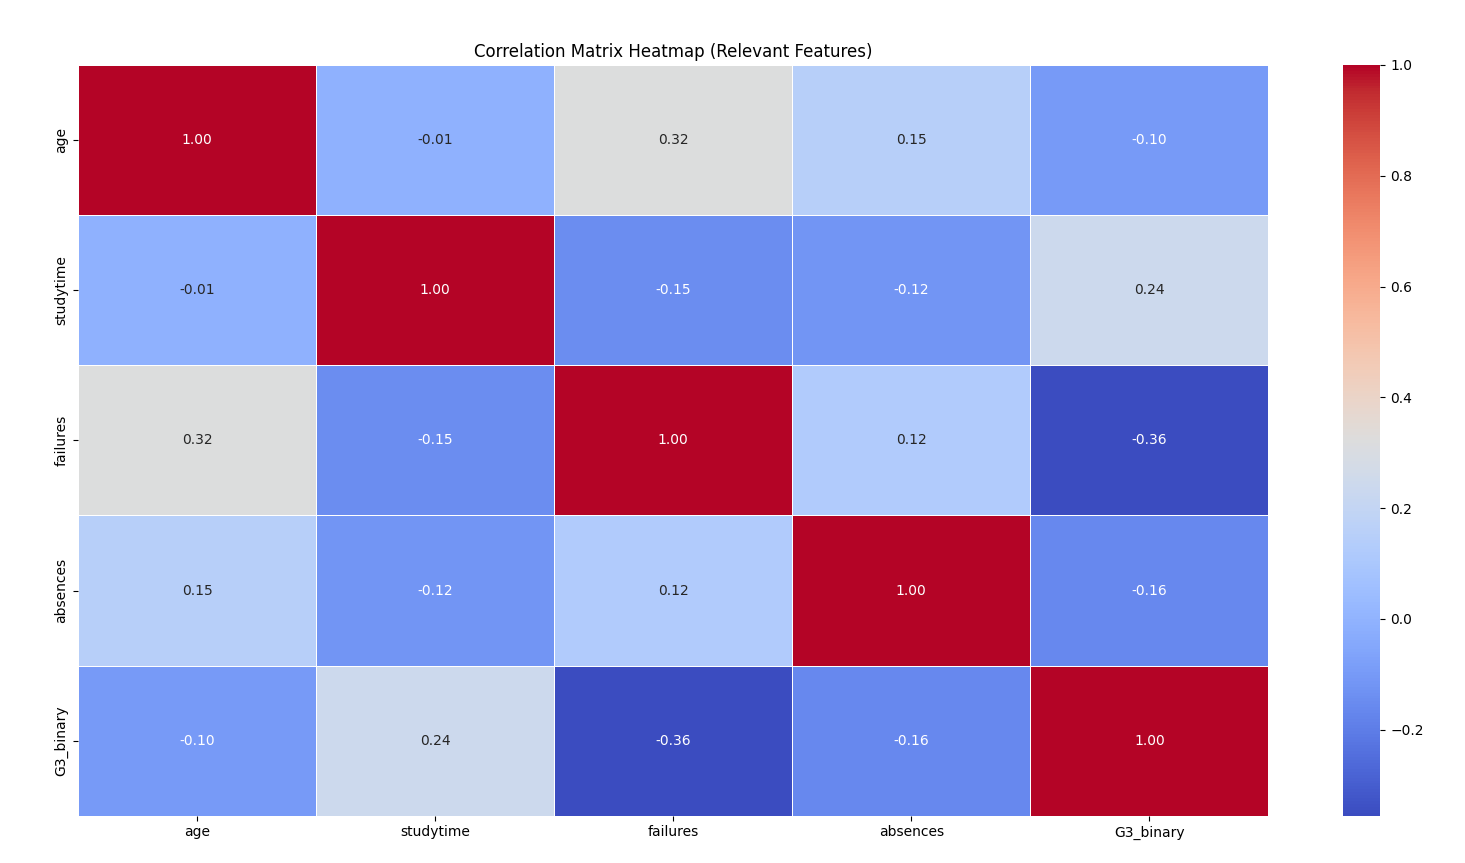 Correlation Matrix Heatmap (Relevant Features)
age
1.00
-0.01
0.32
0.15
-0.10
studytime
-0.01
1.00
-0.15
-0.12
0.24
failures
0.32
-0.15
1.00
0.12
-0.36
absences
0.15
-0.12
0.12
1.00
-0.16
G3_binary
-0.10
0.24
-0.36
-0.16
1.00
age
studytime
failures
absences
G3_binary
1.0
0.8
0.6
0.4
0.2
0.0
−0.2